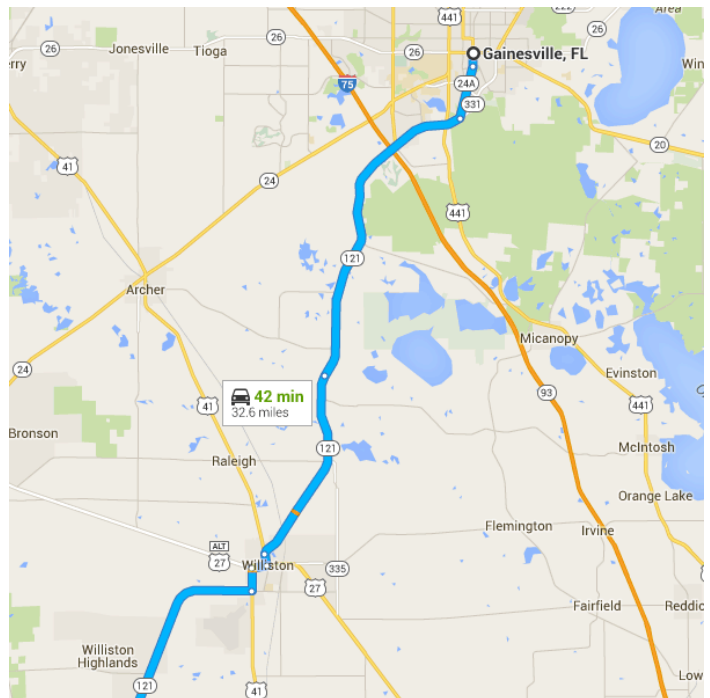 441
222
Area
26
Jonesville
Tioga
26
Gainesville, FL
26
erry
Win
75
24A
331
20
41
24
441
121
Archer
Micanopy
24
Evinston
42 min
32.6 miles
41
93
441
Bronson
121
McIntosh
Raleigh
Orange Lake
Flemington
Irvine
ALT
27
Williston
335
27
Fairfield
Reddic
Williston
Highlands
121
41
Low